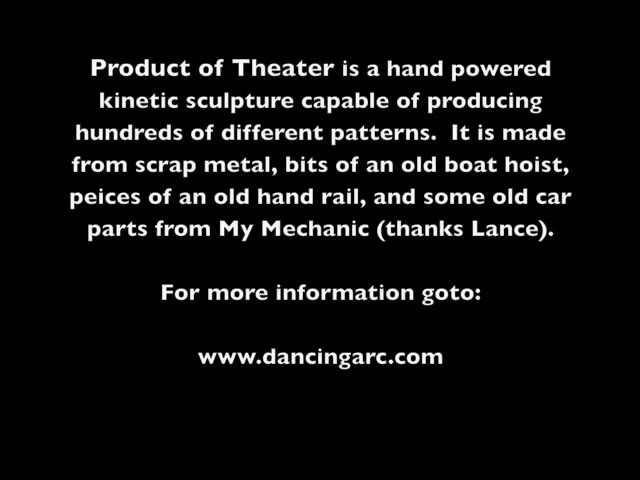 Product of Theater is a hand powered
kinetic sculpture capable of producing
hundreds of different patterns.  It is made
from scrap metal, bits of an old boat hoist,
peices of an old hand rail, and some old car
parts from My Mechanic (thanks Lance).
For more information goto:
www.dancingarc.com